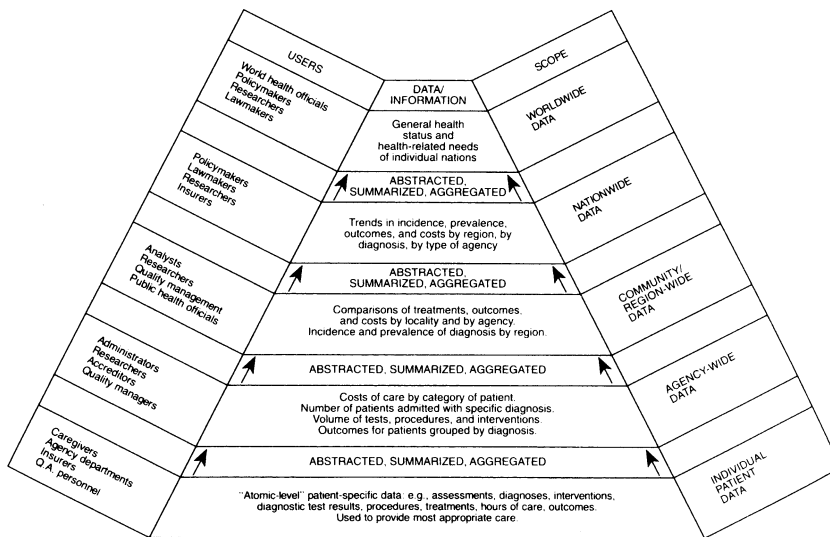 USERS
World health officials
Policymakers
Researchers
Lawmakers
Policymakers
Lawmakers
Researchers
Insurers
Analysts
Researchers
Quality management
Public health officials
Administrators
Researchers
Accreditors
Quality managers
Caregivers
Agency departments
Insurers
Q.A. personnel
DATA/
INFORMATION
General health
status and
health-related needs
of individual nations
ABSTRACTED,
SUMMARIZED, AGGREGATED
Trends in incidence, prevalence,
outcomes, and costs by region, by
diagnosis, by type of agency
ABSTRACTED,
SUMMARIZED, AGGREGATED
Comparisons of treatments, outcomes.
and costs by locality and by agency.
Incidence and prevalence of diagnosis by region.
ABSTRACTED, SUMMARIZED, AGGREGATED
Costs of care by category of patient.
Number of patients admitted with specific diagnosis.
Volume of tests, procedures, and interventions.
Outcomes for patients grouped by diagnosis.
ABSTRACTED, SUMMARIZED, AGGREGATED
"Atomic-level" patient-specific data: e.g., assessments, diagnoses, interventions,
diagnostic test results, procedures, treatments, hours of care, outcomes.
Used to provide most appropriate care.
SCOPE
WORLDWIDE
DATA
NATIONWIDE
DATA
COMMUNITY/
REGION-WIDE
DATA
AGENCY-WIDE
DATA
INDIVIDUAL
PATIENT
DATA